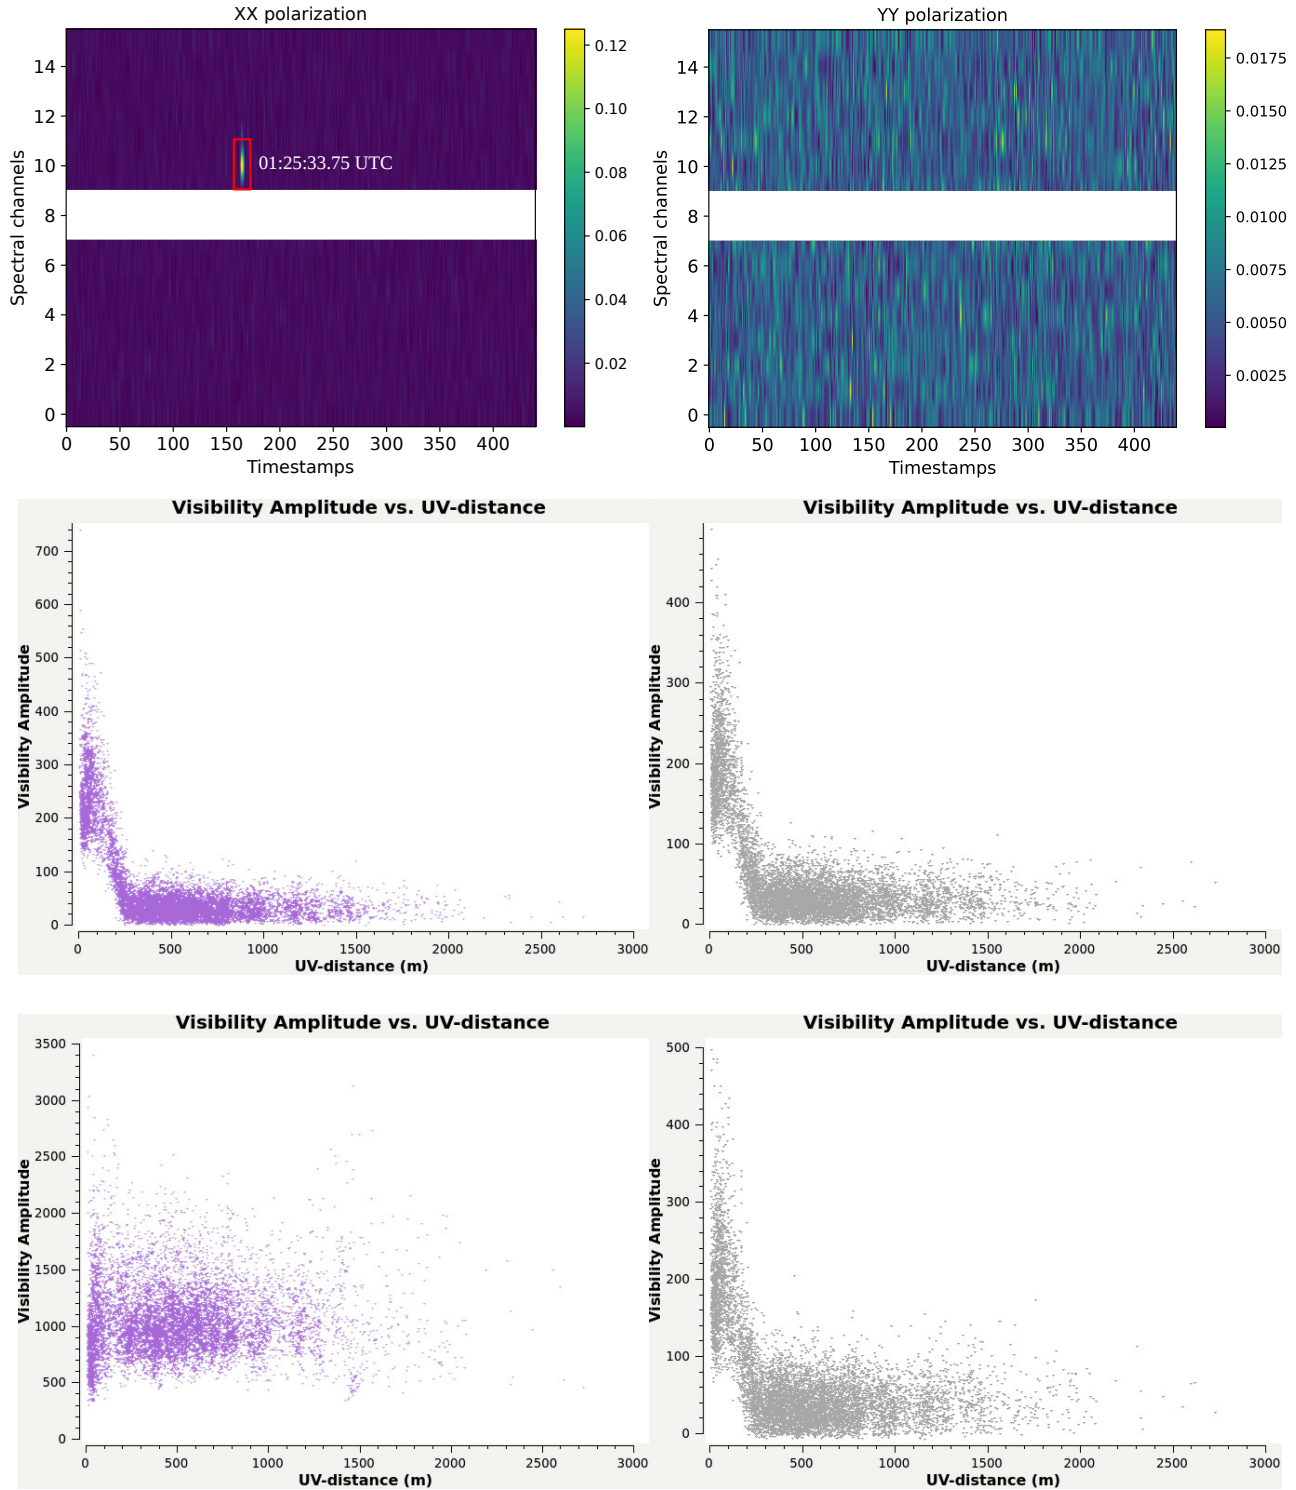 XX polarization
YY polarization
Spectral channels
14
12
10
8
6
4
2
0
01:25:33.75 UTC
0 50 100 150 200 250 300 350 400
Timestamps
0.12
0.10
0.08
0.06
0.04
0.02
Spectral channels
14
12
10
8
6
4
2
0
0 50 100 150 200 250 300 350 400
Timestamps
0.0175
0.0150
0.0125
0.0100
0.0075
0.0050
0.0025
Visibility Amplitude vs. UV-distance
Visibility Amplitude
700
600
500
400
300
200
100
0
0 500 1000 1500 2000 2500 3000
UV-distance (m)
Visibility Amplitude vs. UV-distance
Visibility Amplitude
400
300
200
100
0
0 500 1000 1500 2000 2500 3000
UV-distance (m)
Visibility Amplitude vs. UV-distance
Visibility Amplitude
3500
3000
2500
2000
1500
1000
500
0
0 500 1000 1500 2000 2500 3000
UV-distance (m)
Visibility Amplitude vs. UV-distance
Visibility Amplitude
500
400
300
200
100
0
0 500 1000 1500 2000 2500 3000
UV-distance (m)